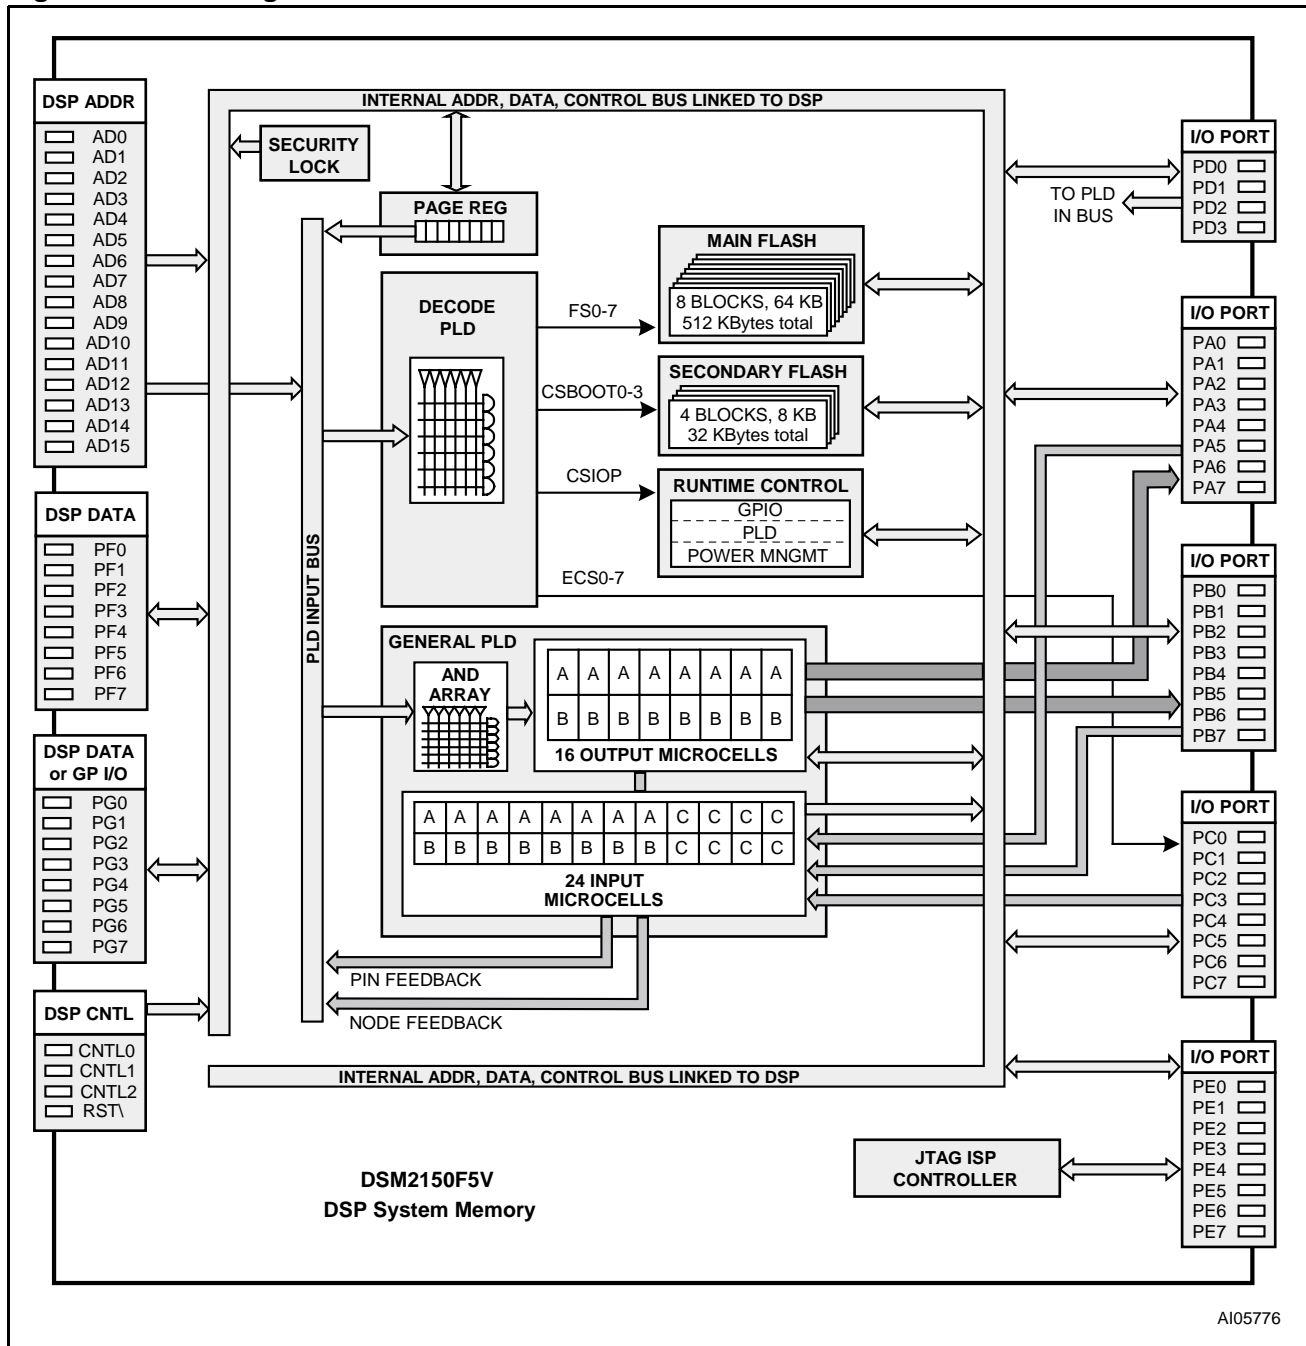 DSP ADDR
AD0
AD1
AD2
AD3
AD4
AD5
AD6
AD7
AD8
AD9
AD10
AD11
AD12
AD13
AD14
AD15
DSP DATA
PF0
PF1
PF2
PF3
PF4
PF5
PF6
PF7
DSP DATA
or GP I/O
PG0
PG1
PG2
PG3
PG4
PG5
PG6
PG7
DSP CNTL
CNTL0
CNTL1
CNTL2
RST\
INTERNAL ADDR, DATA, CONTROL BUS LINKED TO DSP
SECURITY
LOCK
PAGE REG
PLD INPUT BUS
DECODE
PLD
FS0-7
CSBOOT0-3
CSIOP
ECS0-7
MAIN FLASH
8 BLOCKS, 64 KB
512 KBytes total
SECONDARY FLASH
4 BLOCKS, 8 KB
32 KBytes total
RUNTIME CONTROL
GPIO
PLD
POWER MNGMT
GENERAL PLD
AND
ARRAY
A A A A A A A A
B B B B B B B B
16 OUTPUT MICROCELLS
A A A A A A A A C C C C
B B B B B B B B C C C C
24 INPUT
MICROCELLS
PIN FEEDBACK
NODE FEEDBACK
INTERNAL ADDR, DATA, CONTROL BUS LINKED TO DSP
JTAG ISP
CONTROLLER
DSM2150F5V
DSP System Memory
I/O PORT
PD0
PD1
PD2
PD3
TO PLD
IN BUS
I/O PORT
PA0
PA1
PA2
PA3
PA4
PA5
PA6
PA7
I/O PORT
PB0
PB1
PB2
PB3
PB4
PB5
PB6
PB7
I/O PORT
PC0
PC1
PC2
PC3
PC4
PC5
PC6
PC7
I/O PORT
PE0
PE1
PE2
PE3
PE4
PE5
PE6
PE7
AI05776